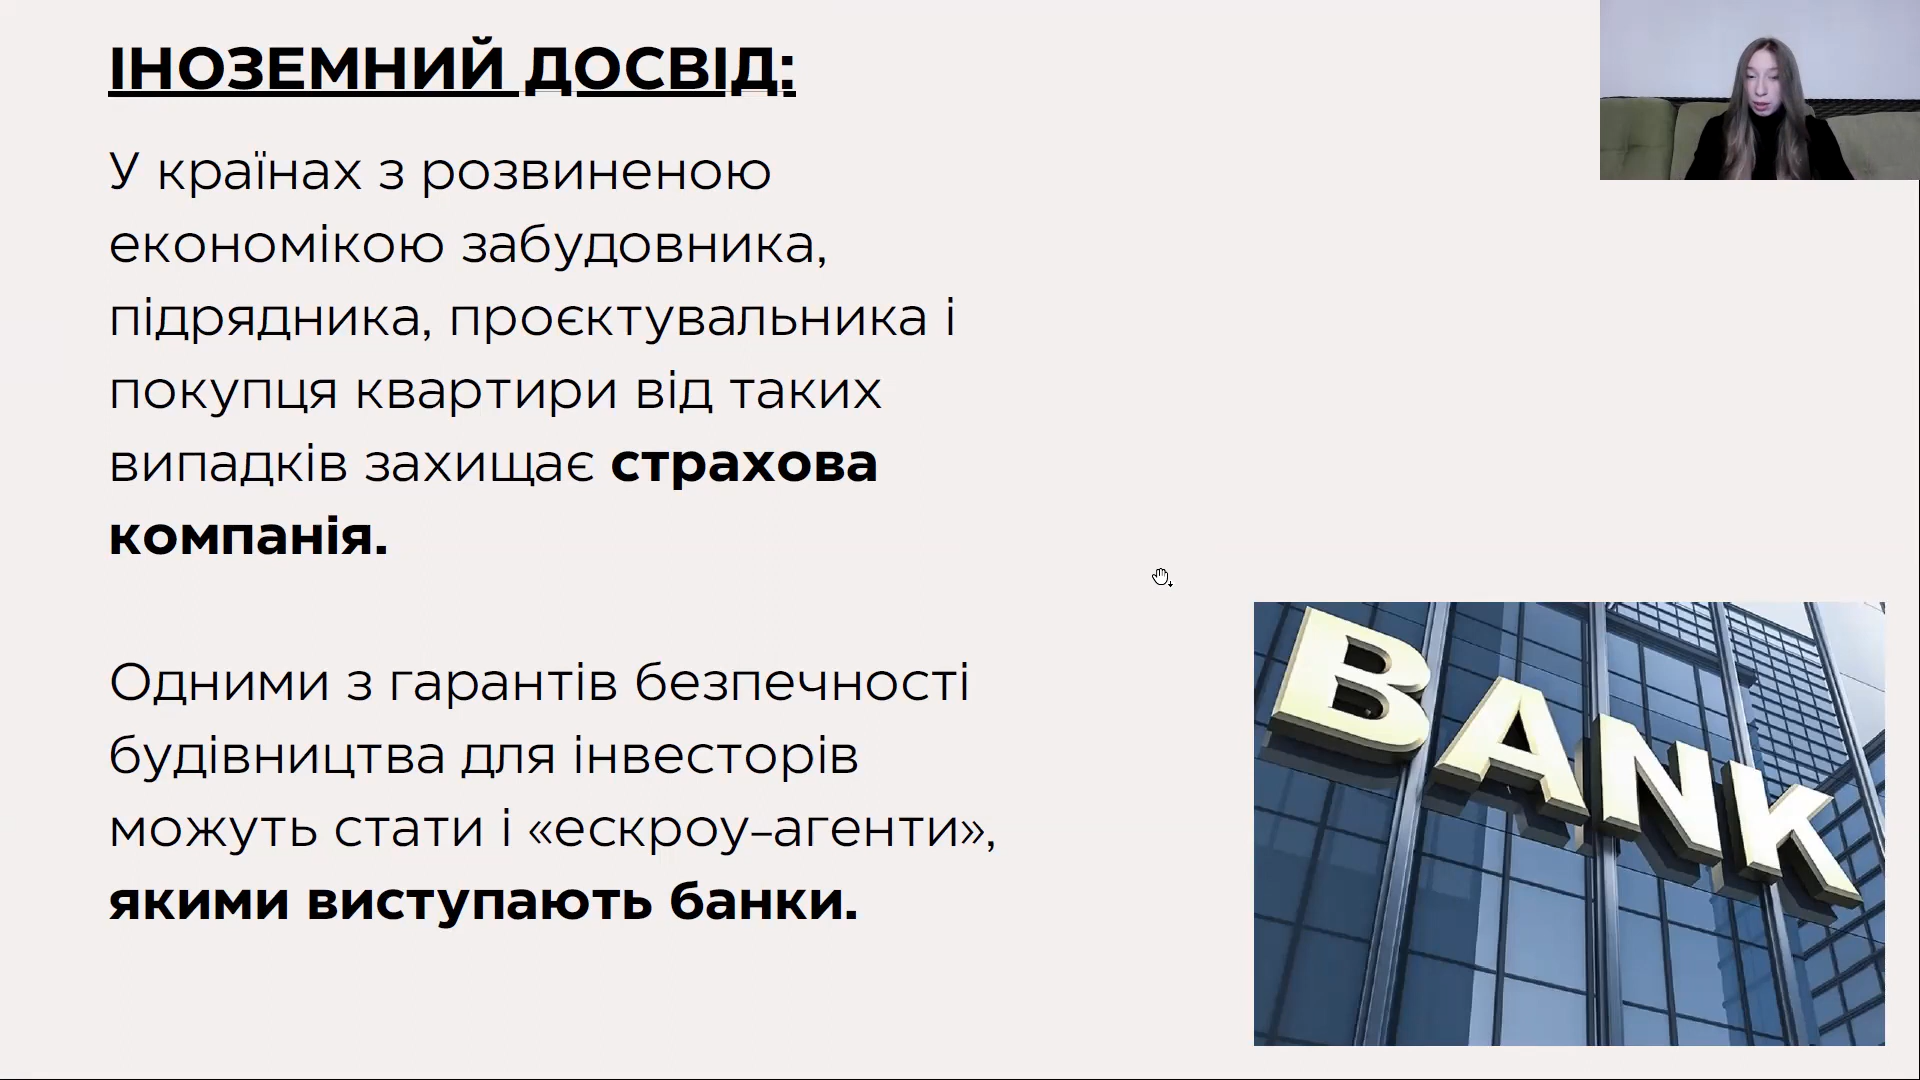 ІНОЗЕМНИЙ ДОСВІД:
У країнах з розвиненою
економікою забудовника,
підрядника, проєктувальника і
покупця квартири від таких
випадків захищає страхова
компанія.
Одними з гарантів безпечності
будівництва для інвесторів
можуть стати і «ескроу-агенти»,
якими виступають банки.
BANK